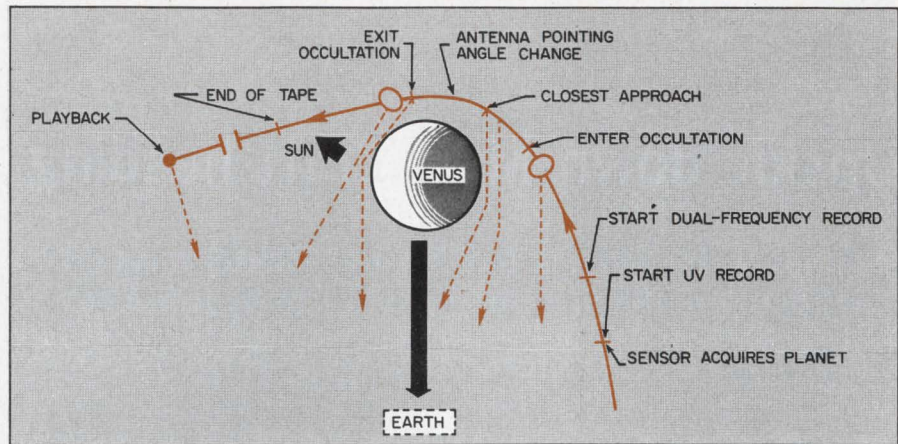 EXIT
OCCULTATION
ANTENNA POINTING
ANGLE CHANGE
END OF TAPE
CLOSEST APPROACH
PLAYBACK
SUN
ENTER OCCULTATION
VENUS
START DUAL-FREQUENCY RECORD
START UV RECORD
SENSOR ACQUIRES PLANET
EARTH